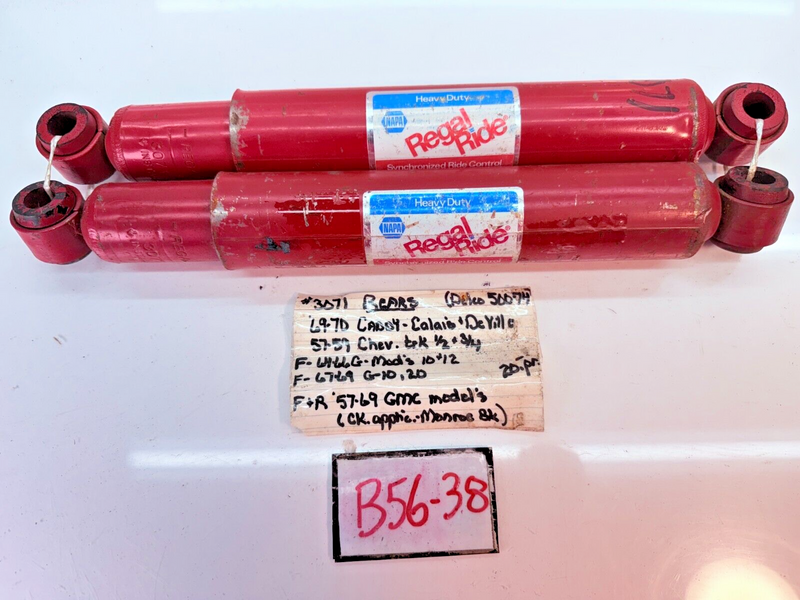 Heavy Duty
NAPA
Regal
Ride
Synchronized Ride Control
Heavy Duty
NAPA
Regal
Ride
#3071 BEARS (Delco 50074)
'69-70 CADDY - Calais + DeVille
57-59 Chev. trk 1/2 + 3/4
F- 64-66 G-Mod's 10+12
F- 67-69 G-10, 20
20- pr
F+R '57-69 GMC model's
(CK. applic. - Monroe Bk)
B56-38